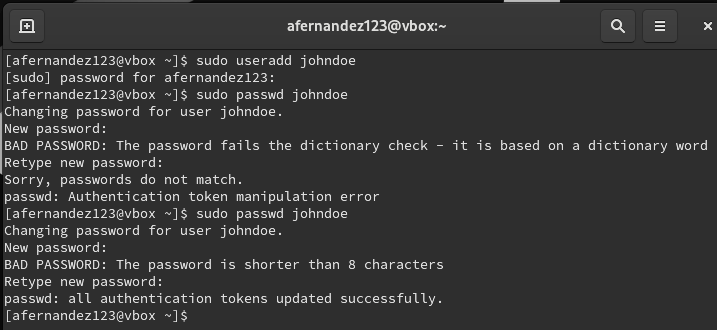 afernandez123@vbox:~
[afernandez123@vbox ~]$ sudo useradd johndoe
[sudo] password for afernandez123:
[afernandez123@vbox ~]$ sudo passwd johndoe
Changing password for user johndoe.
New password:
BAD PASSWORD: The password fails the dictionary check - it is based on a dictionary word
Retype new password:
Sorry, passwords do not match.
passwd: Authentication token manipulation error
[afernandez123@vbox ~]$ sudo passwd johndoe
Changing password for user johndoe.
New password:
BAD PASSWORD: The password is shorter than 8 characters
Retype new password:
passwd: all authentication tokens updated successfully.
[afernandez123@vbox ~]$